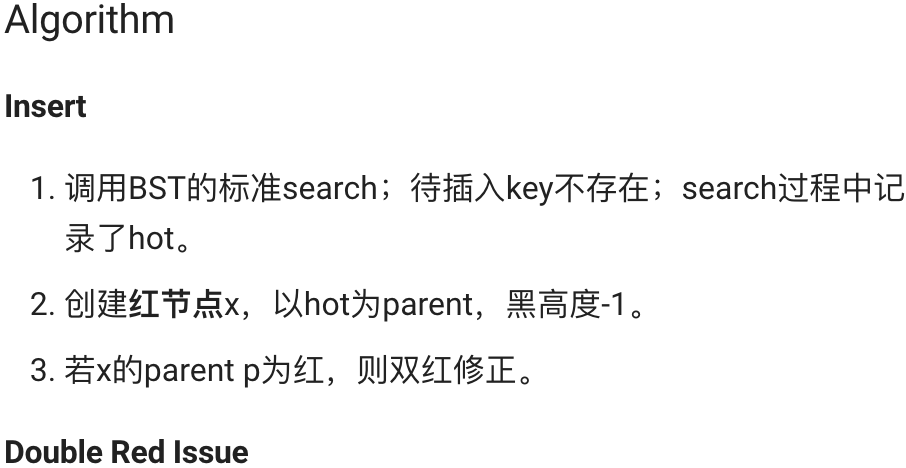 Algorithm
Insert
1. 调用BST的标准search；待插入key不存在；search过程中记
录了hot。
2. 创建红节点x，以hot为parent，黑高度-1。
3. 若x的parent p为红，则双红修正。
Double Red Issue